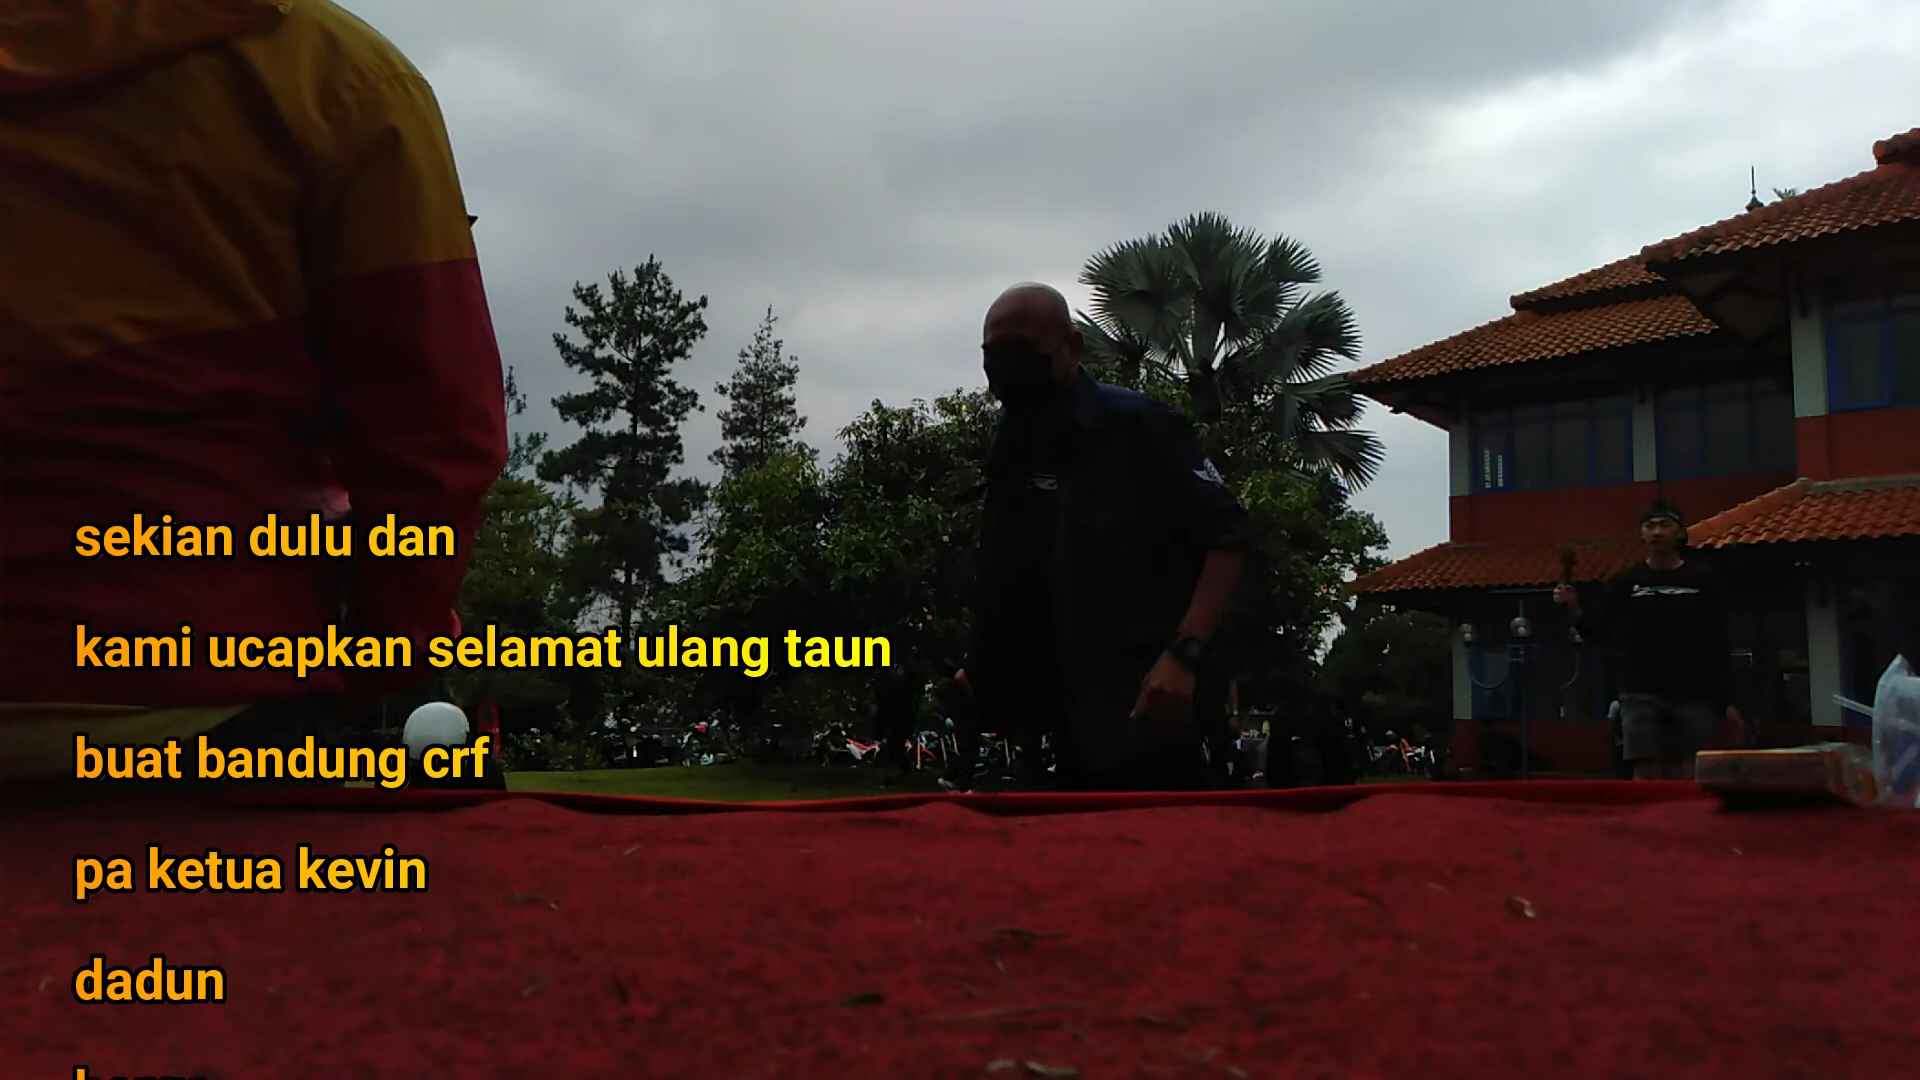 sekian dulu dan
kami ucapkan selamat ulang taun
buat bandung crf
pa ketua kevin
dadun